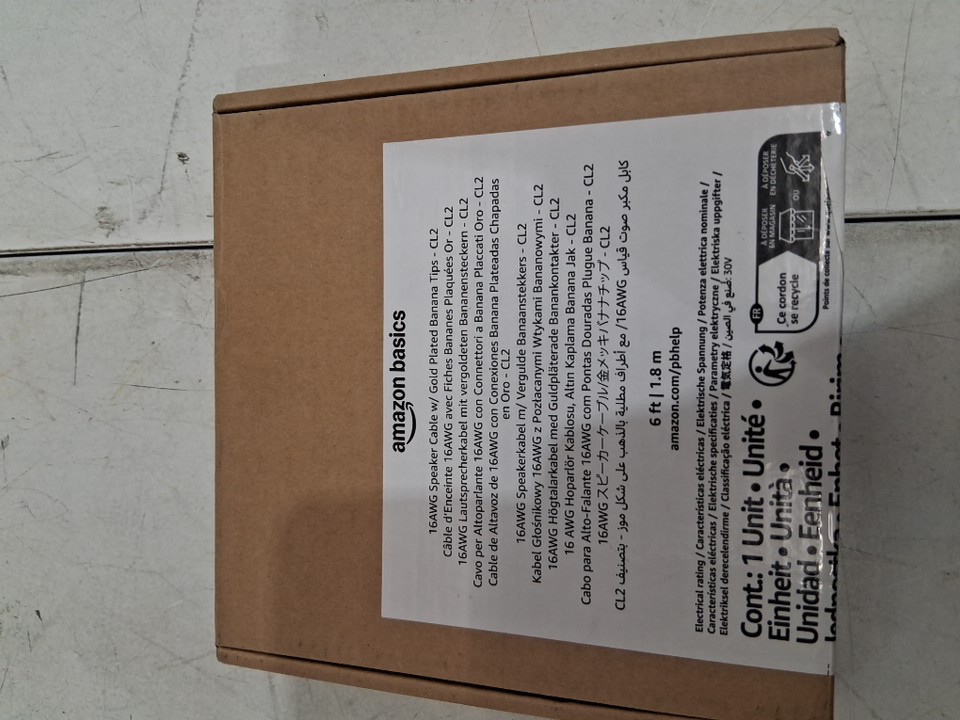 amazon basics
16AWG Speaker Cable w/ Gold Plated Banana Tips - CL2
Câble d'Enceinte 16AWG avec Fiches Bananes Plaquées Or - CL2
16AWG Lautsprecherkabel mit vergoldeten Bananensteckern - CL2
Cavo per Altoparlante 16AWG con Connettori a Banana Placcati Oro - CL2
Cable de Altavoz de 16AWG con Conexiones Banana Plateadas Chapadas
en Oro - CL2
16AWG Speakerkabel m/ Vergulde Banaanstekkers - CL2
Kabel Głośnikowy 16AWG z Pozłacanymi Wtykami Bananowymi - CL2
16AWG Högtalarkabel med Guldpläterade Banankontakter - CL2
16 AWG Hoparlör Kablosu, Altın Kaplama Banana Jak - CL2
Cabo para Alto-Falante 16AWG com Pontas Douradas Plugue Banana - CL2
16AWG スピーカーケーブル/金メッキバナナチップ - CL2
كابل مكبر صوت قياس 16AWG/ مع أطراف مطلية بالذهب على شكل موز - بتصنيف CL2
6 ft | 1.8 m
amazon.com/pbhelp
Electrical rating / Caractéristiques électriques / Elektrische Spannung / Potenza elettrica nominale /
Características eléctricas / Elektrische specificaties / Parametry elektryczne / Elektriska uppgifter /
Elektriksel derecelendirme / Classificação eléctrica / 電気定格 / صُنع في الصين: 30V
Cont.: 1 Unit • Unité •
Einheit • Unità •
Unidad • Eenheid •
FR
Ce cordon
se recycle
À DÉPOSER
EN MAGASIN
OU
À DÉPOSER
EN DÉCHÈTERIE